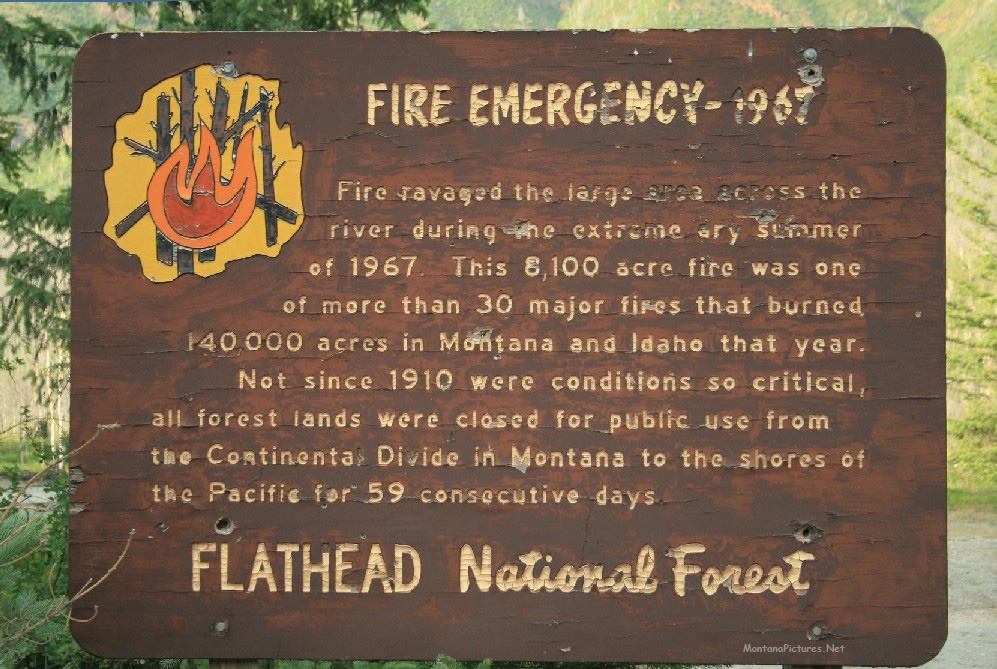 FIRE EMERGENCY-1967
Fire ravaged the large area across the
river during the extreme dry summer
of 1967. This 8,100 acre fire was one
of more than 30 major fires that burned
140,000 acres in Montana and Idaho that year.
Not since 1910 were conditions so critical,
all forest lands were closed for public use from
the Continental Divide in Montana to the shores of
the Pacific for 59 consecutive days.
FLATHEAD National Forest
MontanaPictures.Net